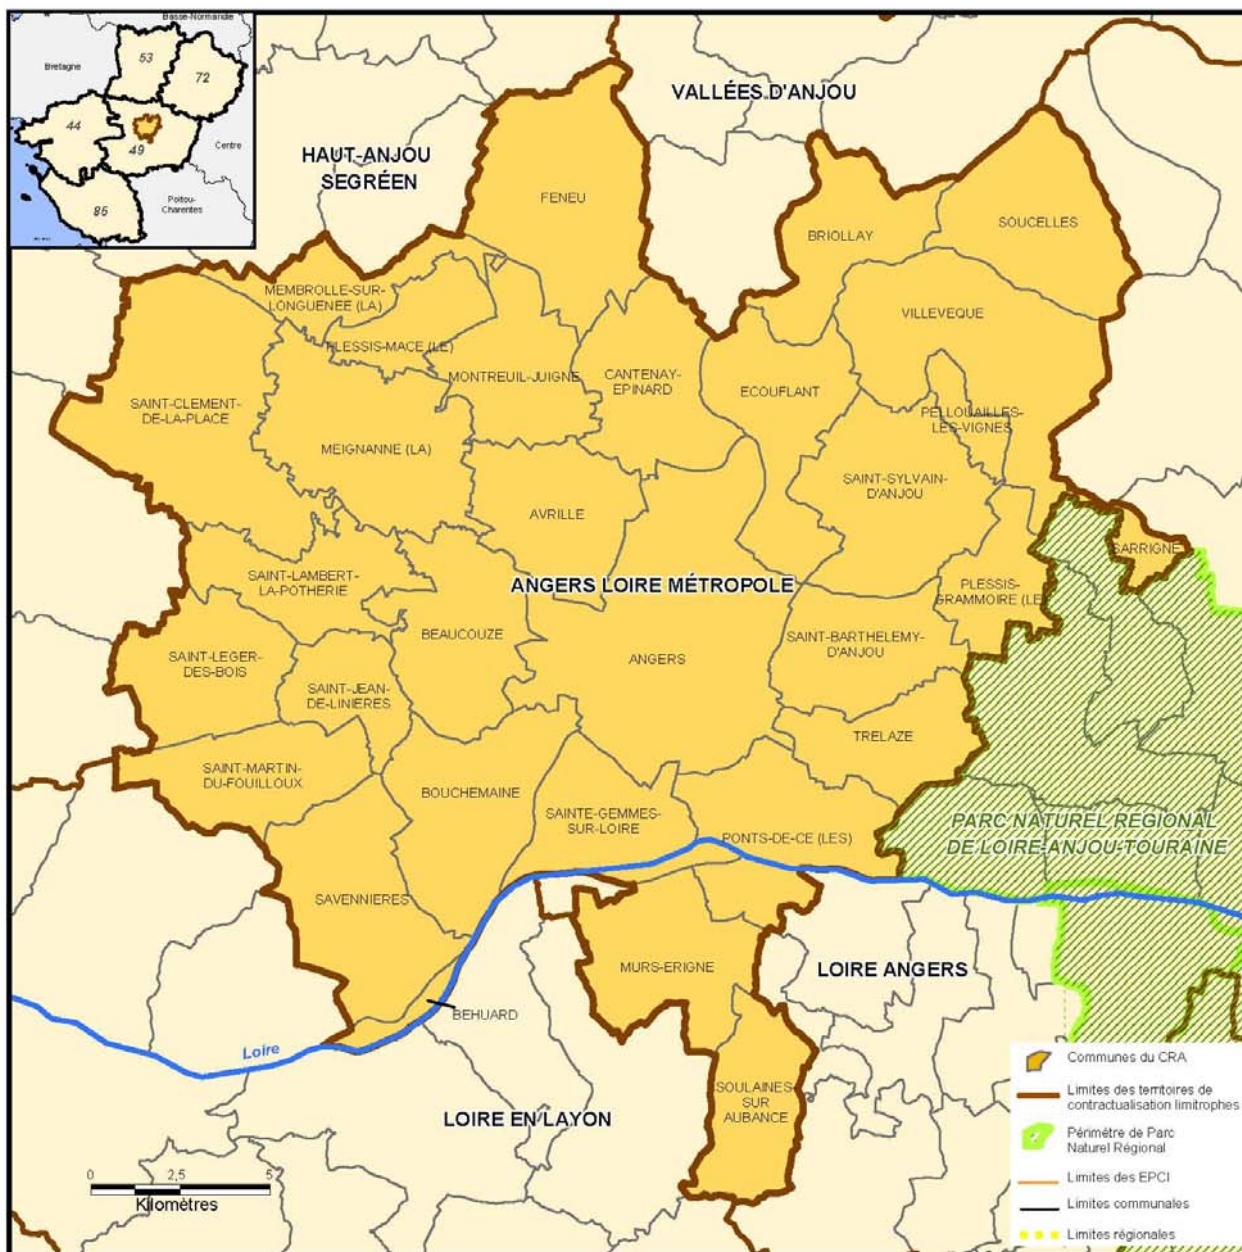 Basse-Normandie
Bretagne
53
72
44
49
Centre
85
Poitou-
Charentes
VALLÉES D'ANJOU
HAUT-ANJOU
SEGRÉEN
FENEU
BRIOLLAY
SOUCELLES
MEMBROLLE-SUR-
LONGUENEE (LA)
VILLEVEQUE
PLESSIS-MACE (LE)
MONTREUIL-JUIGNE
CANTENAY-
EPINARD
ECOUFLANT
SAINT-CLEMENT-
DE-LA-PLACE
PELLOUAILLES-
LES-VIGNES
MEIGNANNE (LA)
SAINT-SYLVAIN-
D'ANJOU
AVRILLE
SARRIGNE
SAINT-LAMBERT-
LA-POTHERIE
ANGERS LOIRE MÉTROPOLE
PLESSIS-
GRAMMOIRE (LE
BEAUCOUZE
SAINT-BARTHELEMY-
D'ANJOU
ANGERS
SAINT-LEGER-
DES-BOIS
SAINT-JEAN-
DE-LINIERES
TRELAZE
SAINT-MARTIN-
DU-FOUILLOUX
BOUCHEMAINE
SAINTE-GEMMES-
SUR-LOIRE
PONTS-DE-CE (LES)
PARC NATUREL REGIONAL
DE LOIRE-ANJOU-TOURAINE
SAVENNIERES
MURS-ERIGNE
LOIRE ANGERS
BEHUARD
Loire
SOULAINES
SUR
AUBANCE
LOIRE EN LAYON
0 2,5 5
Kilomètres
Communes du CRA
Limites des territoires de
contractualisation limitrophes
Périmètre de Parc
Naturel Régional
Limites des EPCI
Limites communales
Limites régionales